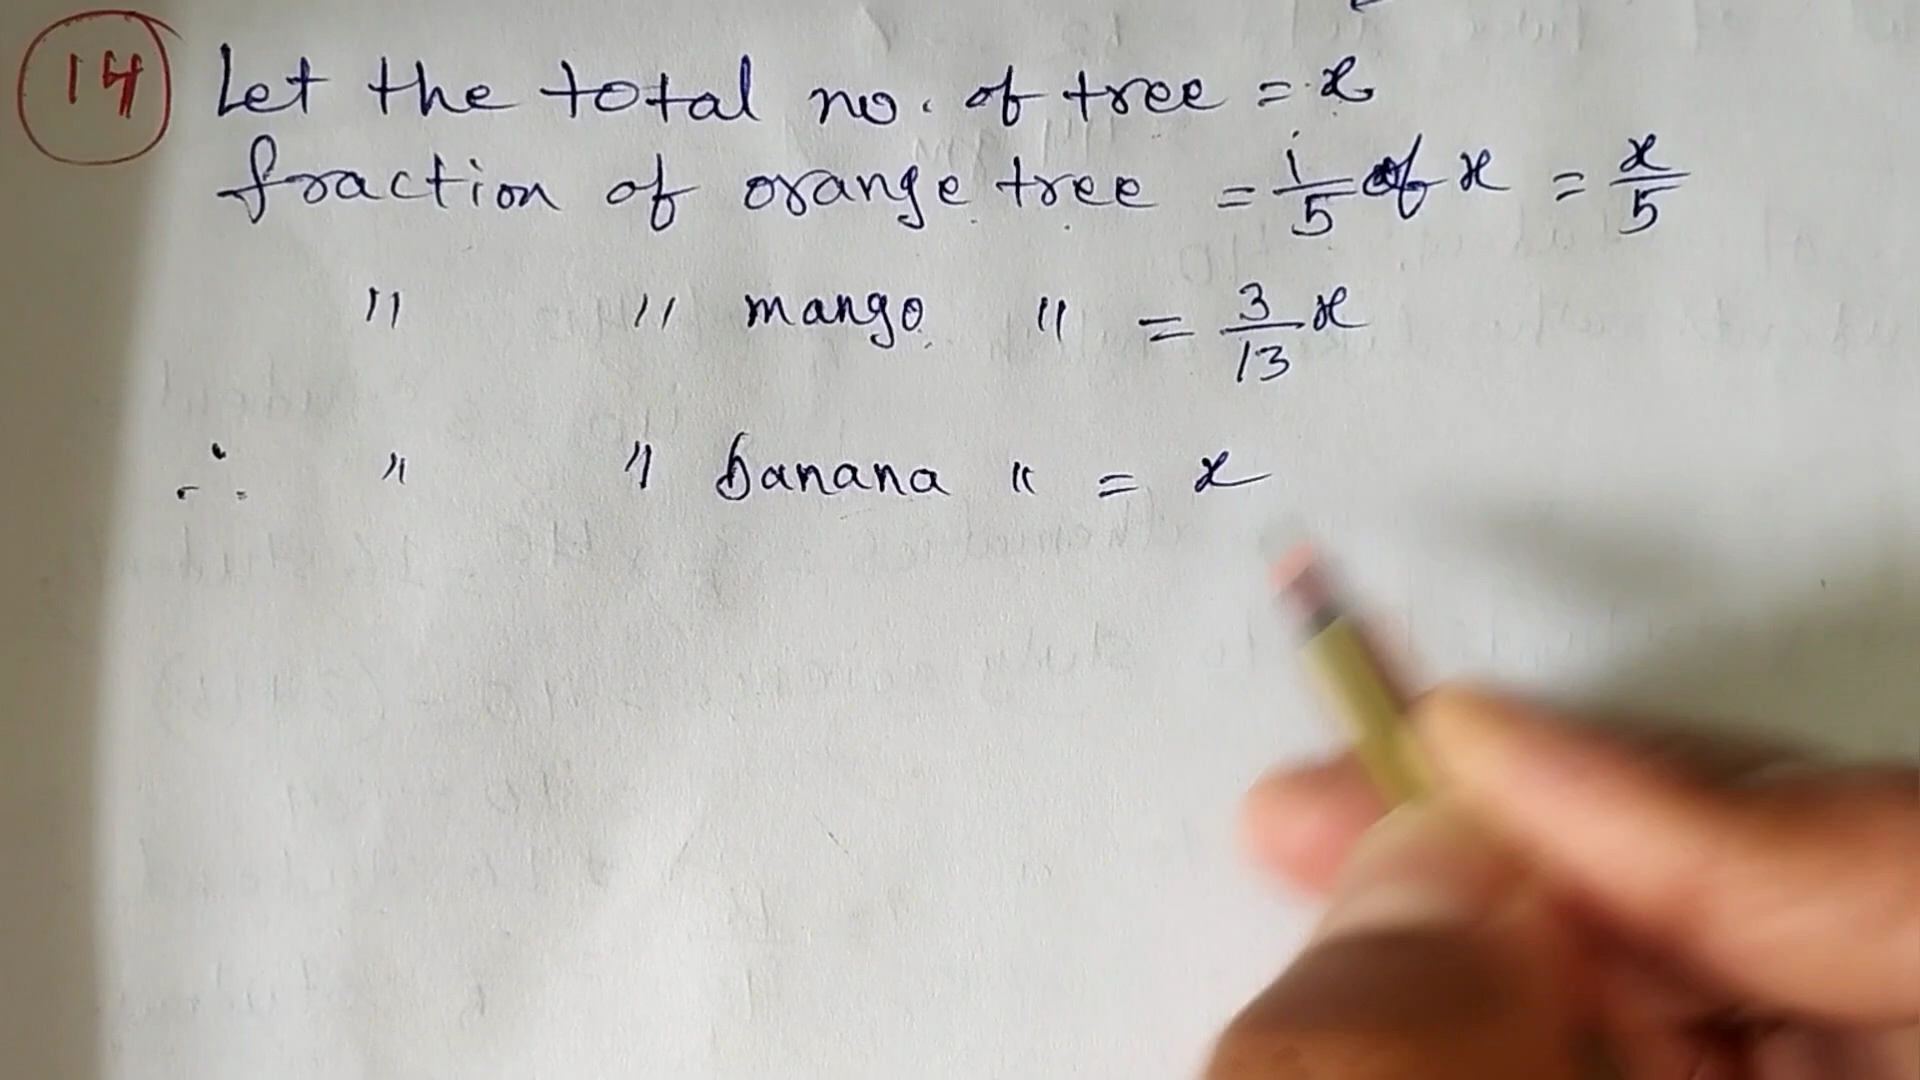 14 Let the total no. of tree = x
fraction of orange tree = 1/5 of x = x/5
" " mango " = 3/13 x
∴ " " banana " = x